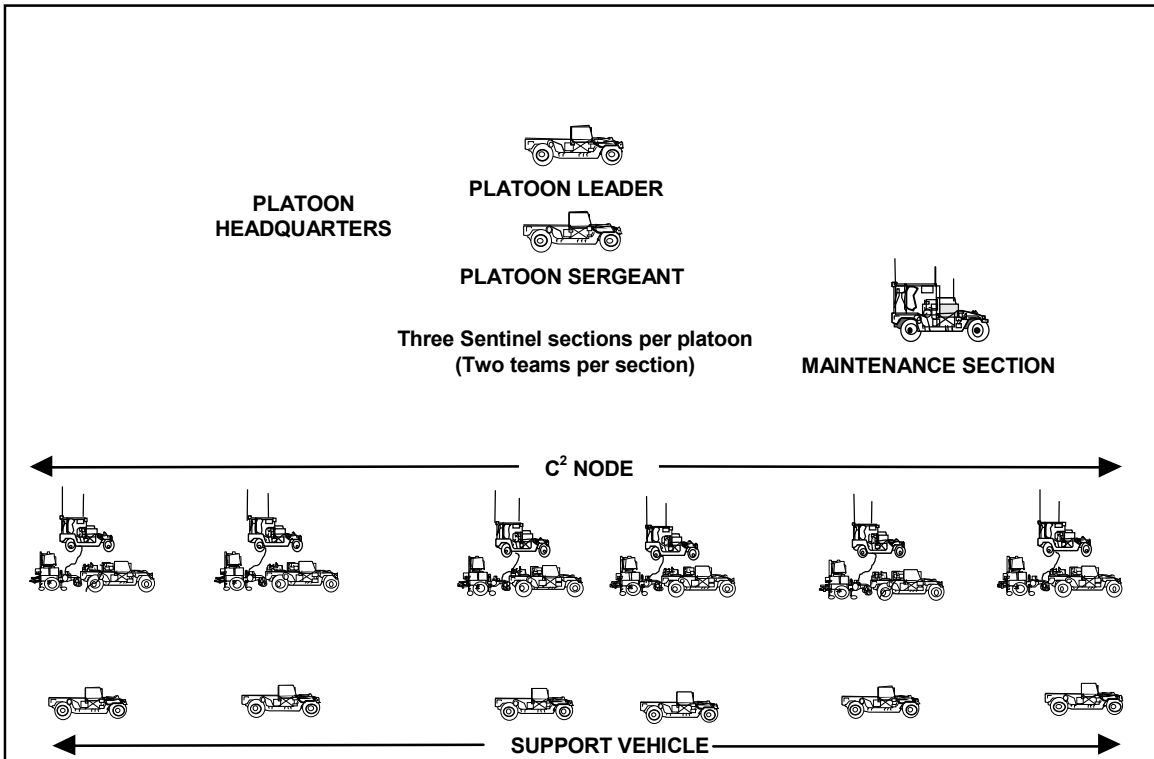 PLATOON LEADER
PLATOON
HEADQUARTERS
PLATOON SERGEANT
Three Sentinel sections per platoon
(Two teams per section)
MAINTENANCE SECTION
C² NODE
SUPPORT VEHICLE